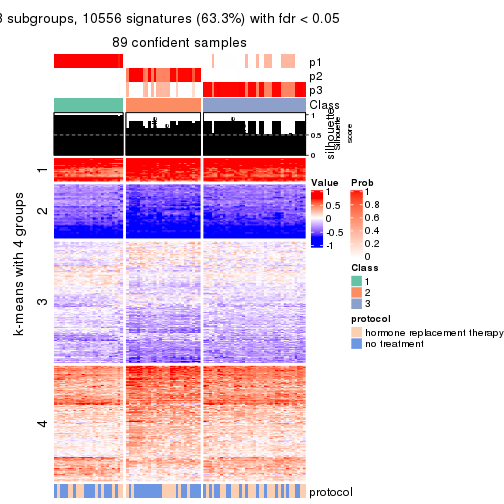 3 subgroups, 10556 signatures (63.3%) with fdr < 0.05
89 confident samples
p1
p2
p3
Class
1
0.5
0
silhouette
Silhouette
score
k-means with 4 groups
1
2
3
4
Value
1
0.5
0
-0.5
-1
Prob
1
0.8
0.6
0.4
0.2
0
Class
1
2
3
protocol
hormone replacement therapy
no treatment
protocol